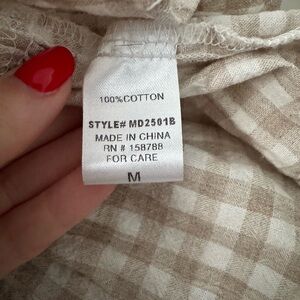 100%COTTON
STYLE# MD2501B
MADE IN CHINA
RN # 158788
FOR CARE
M